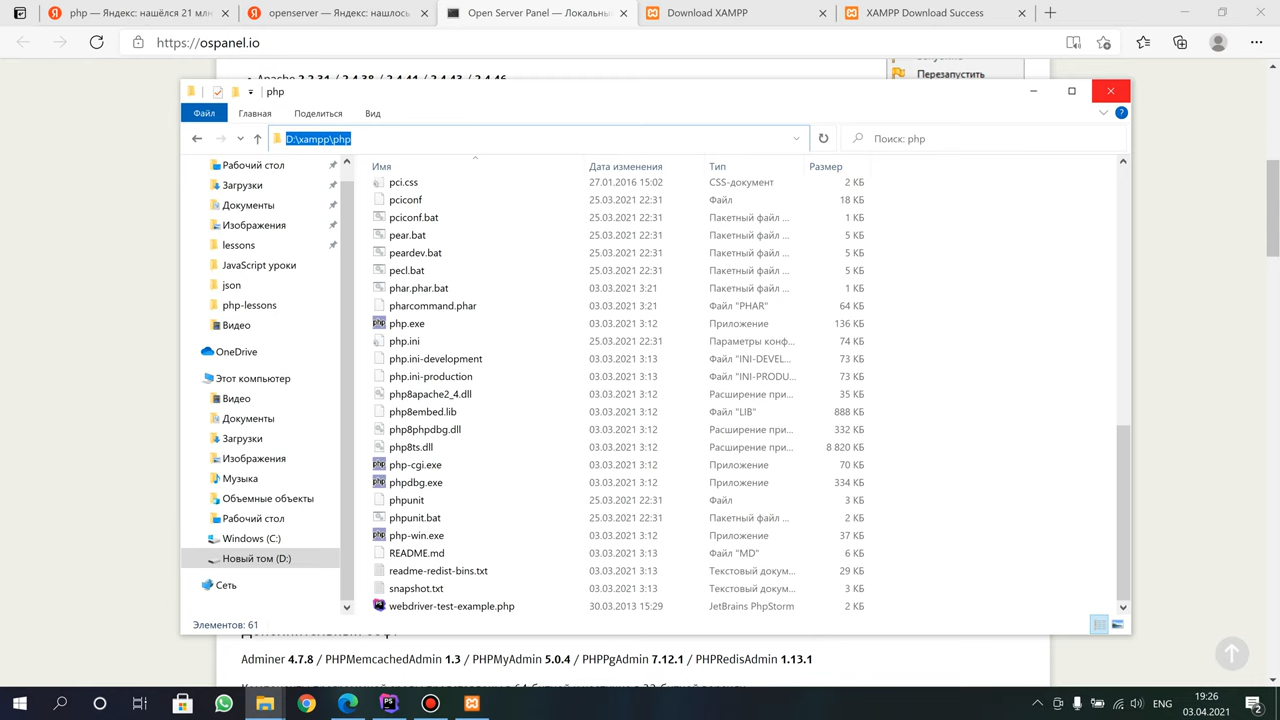 php — Яндекс: нашёлся 21 млн
openserver — Яндекс: нашлось
Open Server Panel — Локальны
Download XAMPP
XAMPP Download Success
https://ospanel.io
Перезапустить
php
Файл
Главная
Поделиться
Вид
D:\xampp\php
Поиск: php
Рабочий стол
Загрузки
Документы
Изображения
lessons
JavaScript уроки
json
php-lessons
Видео
OneDrive
Этот компьютер
Видео
Документы
Загрузки
Изображения
Музыка
Объемные объекты
Рабочий стол
Windows (C:)
Новый том (D:)
Сеть
Имя Дата изменения Тип Размер
pci.css 27.01.2016 15:02 CSS-документ 2 КБ
pciconf 25.03.2021 22:31 Файл 18 КБ
pciconf.bat 25.03.2021 22:31 Пакетный файл ... 1 КБ
pear.bat 25.03.2021 22:31 Пакетный файл ... 5 КБ
peardev.bat 25.03.2021 22:31 Пакетный файл ... 5 КБ
pecl.bat 25.03.2021 22:31 Пакетный файл ... 5 КБ
phar.phar.bat 03.03.2021 3:21 Пакетный файл ... 1 КБ
pharcommand.phar 03.03.2021 3:21 Файл "PHAR" 64 КБ
php.exe 03.03.2021 3:12 Приложение 136 КБ
php.ini 25.03.2021 22:31 Параметры конф... 74 КБ
php.ini-development 03.03.2021 3:13 Файл "INI-DEVEL... 73 КБ
php.ini-production 03.03.2021 3:13 Файл "INI-PRODU... 73 КБ
php8apache2_4.dll 03.03.2021 3:12 Расширение при... 35 КБ
php8embed.lib 03.03.2021 3:12 Файл "LIB" 888 КБ
php8phpdbg.dll 03.03.2021 3:12 Расширение при... 332 КБ
php8ts.dll 03.03.2021 3:12 Расширение при... 8 820 КБ
php-cgi.exe 03.03.2021 3:12 Приложение 70 КБ
phpdbg.exe 03.03.2021 3:12 Приложение 334 КБ
phpunit 25.03.2021 22:31 Файл 3 КБ
phpunit.bat 25.03.2021 22:31 Пакетный файл ... 2 КБ
php-win.exe 03.03.2021 3:12 Приложение 37 КБ
README.md 03.03.2021 3:13 Файл "MD" 6 КБ
readme-redist-bins.txt 03.03.2021 3:13 Текстовый докум... 29 КБ
snapshot.txt 03.03.2021 3:13 Текстовый докум... 3 КБ
webdriver-test-example.php 30.03.2013 15:29 JetBrains PhpStorm 2 КБ
Элементов: 61
Adminer 4.7.8 / PHPMemcachedAdmin 1.3 / PHPMyAdmin 5.0.4 / PHPPgAdmin 7.12.1 / PHPRedisAdmin 1.13.1
ENG
19:26
03.04.2021
2